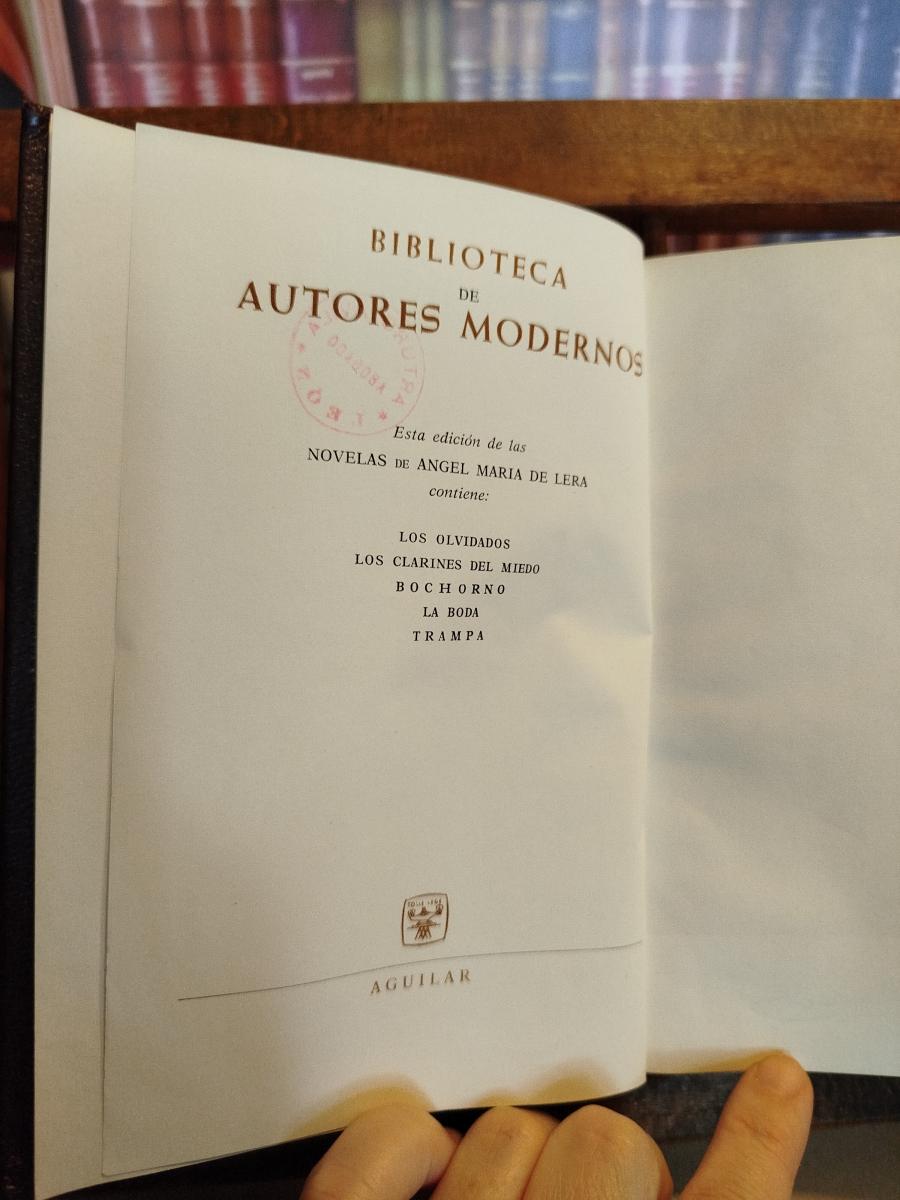 BIBLIOTECA
DE
AUTORES MODERNOS
Esta edición de las
NOVELAS DE ANGEL MARIA DE LERA
contiene:
LOS OLVIDADOS
LOS CLARINES DEL MIEDO
BOCHORNO
LA BODA
TRAMPA
AGUILAR